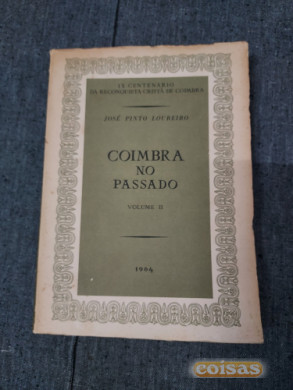 IX CENTENÁRIO
DA RECONQUISTA CRISTÃ DE COIMBRA
JOSÉ PINTO LOUREIRO
COIMBRA
NO
PASSADO
VOLUME II
1964
coisas